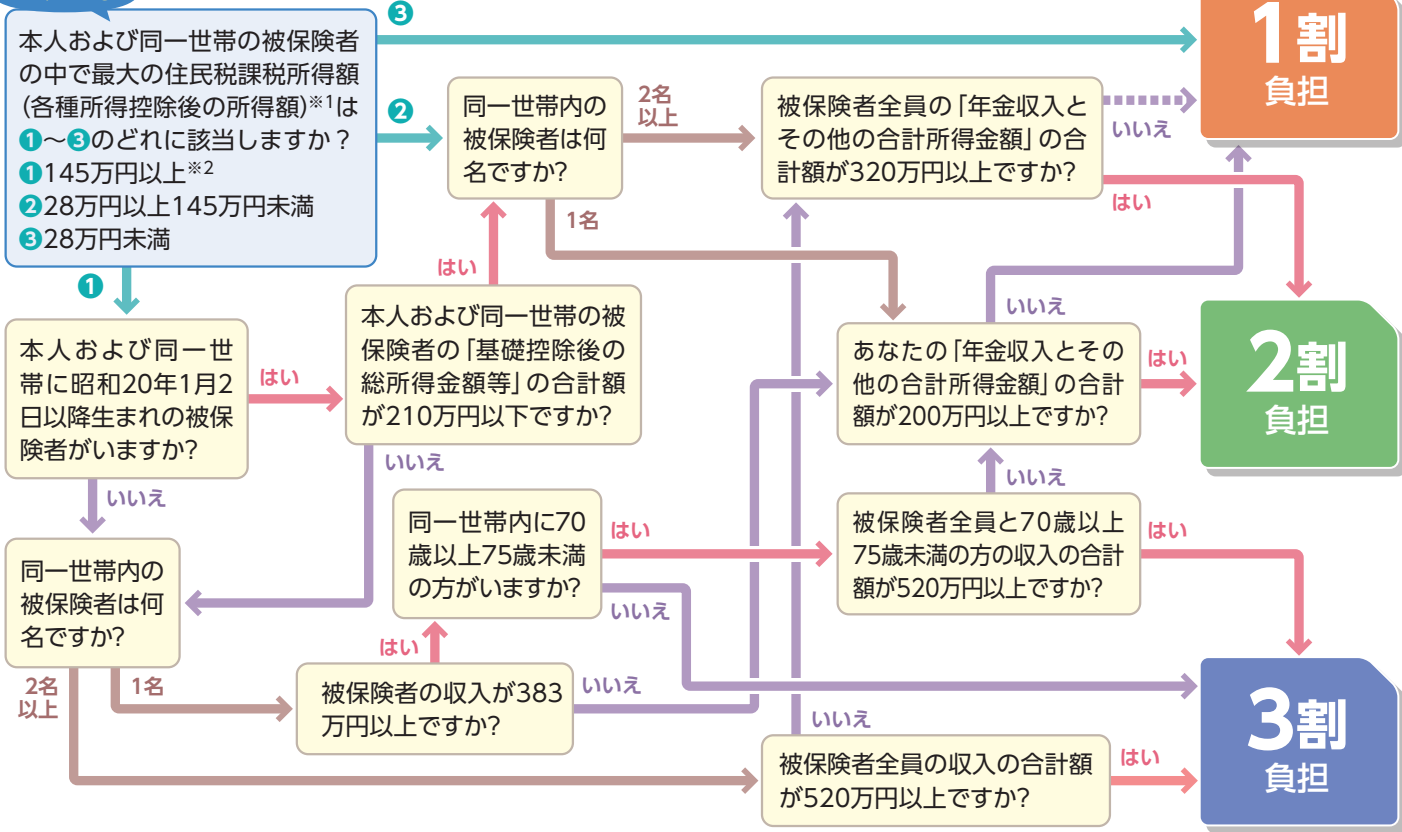 本人および同一世帯の被保険者
の中で最大の住民税課税所得額
(各種所得控除後の所得額)※1は
❶〜❸のどれに該当しますか?
❶145万円以上※2
❷28万円以上145万円未満
❸28万円未満
❸
❷
❶
1割
負担
同一世帯内の
被保険者は何
名ですか?
2名
以上
1名
被保険者全員の「年金収入と
その他の合計所得金額」の合
計額が320万円以上ですか?
いいえ
はい
はい
本人および同一世
帯に昭和20年1月2
日以降生まれの被保
険者がいますか?
はい
いいえ
本人および同一世帯の被
保険者の「基礎控除後の
総所得金額等」の合計額
が210万円以下ですか?
いいえ
いいえ
あなたの「年金収入とその
他の合計所得金額」の合計
額が200万円以上ですか?
はい
2割
負担
いいえ
同一世帯内に70
歳以上75歳未満
の方がいますか?
はい
いいえ
被保険者全員と70歳以上
75歳未満の方の収入の合計
額が520万円以上ですか?
はい
同一世帯内の
被保険者は何
名ですか?
2名
以上
1名
はい
被保険者の収入が383
万円以上ですか?
いいえ
いいえ
被保険者全員の収入の合計額
が520万円以上ですか?
はい
3割
負担